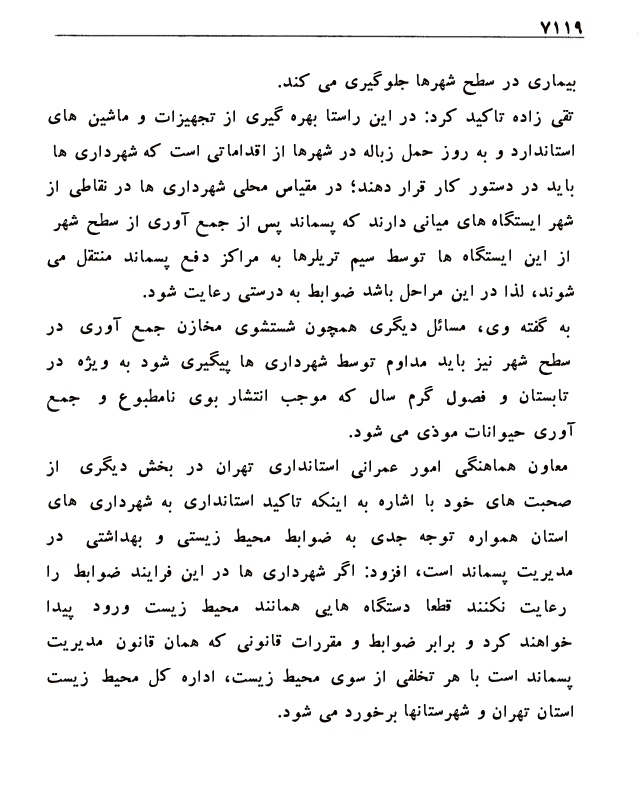 ۷۱۱۹
بیماری در سطح شهرها جلوگیری می کند.
تقی زاده تاکید کرد: در این راستا بهره گیری از تجهیزات و ماشین های
استاندارد و به روز حمل زباله در شهرها از اقداماتی است که شهرداری ها
باید در دستور کار قرار دهند؛ در مقیاس محلی شهرداری ها در نقاطی از
شهر ایستگاه های میانی دارند که پسماند پس از جمع آوری از سطح شهر
از این ایستگاه ها توسط سیم تریلرها به مراکز دفع پسماند منتقل می
شوند، لذا در این مراحل باشد ضوابط به درستی رعایت شود.
به گفته وی، مسائل دیگری همچون شستشوی مخازن جمع آوری در
سطح شهر نیز باید مداوم توسط شهرداری ها پیگیری شود به ویژه در
تابستان و فصول گرم سال که موجب انتشار بوی نامطبوع و جمع
آوری حیوانات موذی می شود.
معاون هماهنگی امور عمرانی استانداری تهران در بخش دیگری از
صحبت های خود با اشاره به اینکه تاکید استانداری به شهرداری های
استان همواره توجه جدی به ضوابط محیط زیستی و بهداشتی در
مدیریت پسماند است، افزود: اگر شهرداری ها در این فرایند ضوابط را
رعایت نکنند قطعا دستگاه هایی همانند محیط زیست ورود پیدا
خواهند کرد و برابر ضوابط و مقررات قانونی که همان قانون مدیریت
پسماند است با هر تخلفی از سوی محیط زیست، اداره کل محیط زیست
استان تهران و شهرستانها برخورد می شود.